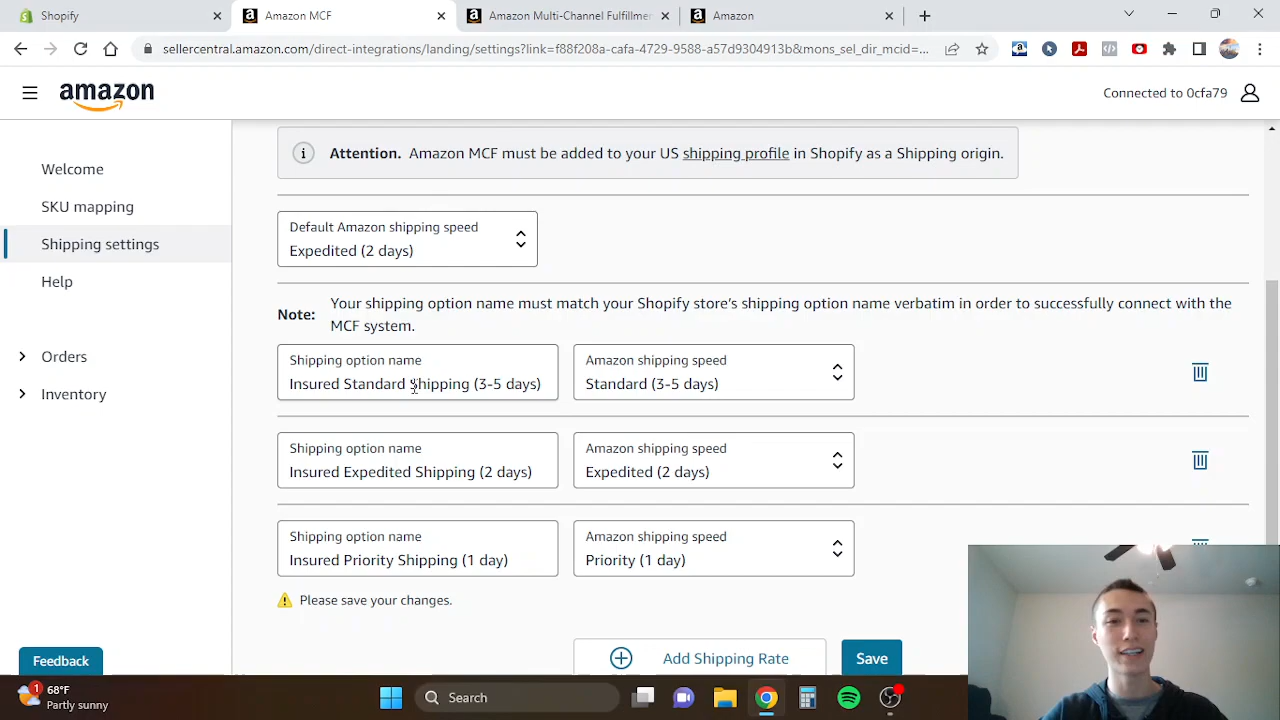 Shopify
Amazon MCF
Amazon Multi-Channel Fulfillmer
Amazon
sellercentral.amazon.com/direct-integrations/landing/settings?link=f88f208a-cafa-4729-9588-a57d9304913b&mons_sel_dir_mcid=...
amazon
Connected to 0cfa79
Welcome
SKU mapping
Shipping settings
Help
Orders
Inventory
Feedback
Attention. Amazon MCF must be added to your US shipping profile in Shopify as a Shipping origin.
Default Amazon shipping speed
Expedited (2 days)
Note: Your shipping option name must match your Shopify store's shipping option name verbatim in order to successfully connect with the
MCF system.
Shipping option name
Insured Standard Shipping (3-5 days)
Amazon shipping speed
Standard (3-5 days)
Shipping option name
Insured Expedited Shipping (2 days)
Amazon shipping speed
Expedited (2 days)
Shipping option name
Insured Priority Shipping (1 day)
Amazon shipping speed
Priority (1 day)
Please save your changes.
Add Shipping Rate
Save
1
68°F
Partly sunny
Search